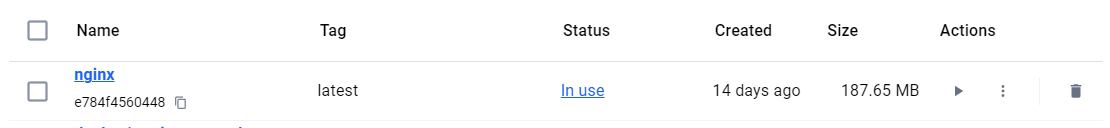 Name Tag Status Created Size Actions
nginx
e784f4560448
latest In use 14 days ago 187.65 MB